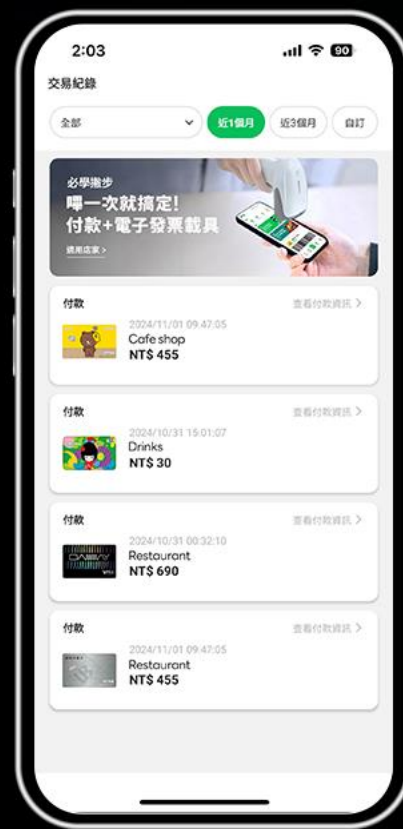 2:03
90
交易紀錄
全部
近1個月
近3個月
自訂
必學撇步
嗶一次就搞定!
付款+電子發票載具
適用店家 >
付款
查看付款資訊 >
2024/11/01 09:47:05
Cafe shop
NT$ 455
付款
查看付款資訊 >
2024/10/31 15:01:07
Drinks
NT$ 30
付款
查看付款資訊 >
2024/10/31 00:32:10
Restaurant
NT$ 690
付款
查看付款資訊 >
2024/11/01 09:47:05
Restaurant
NT$ 455